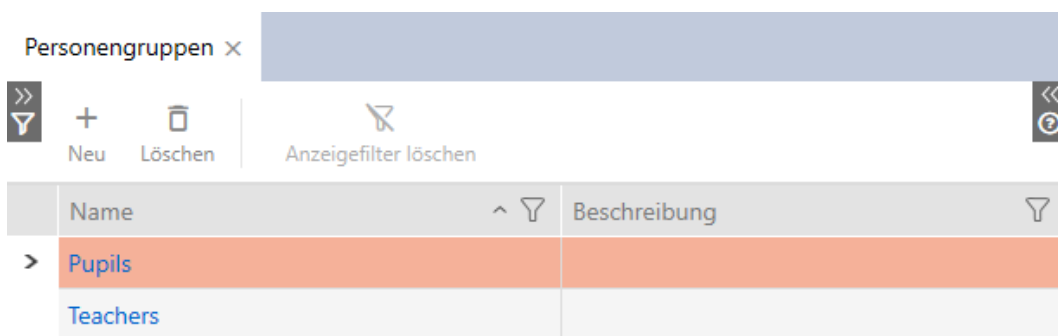 Personengruppen
Neu Löschen Anzeigefilter löschen
Name Beschreibung
Pupils
Teachers